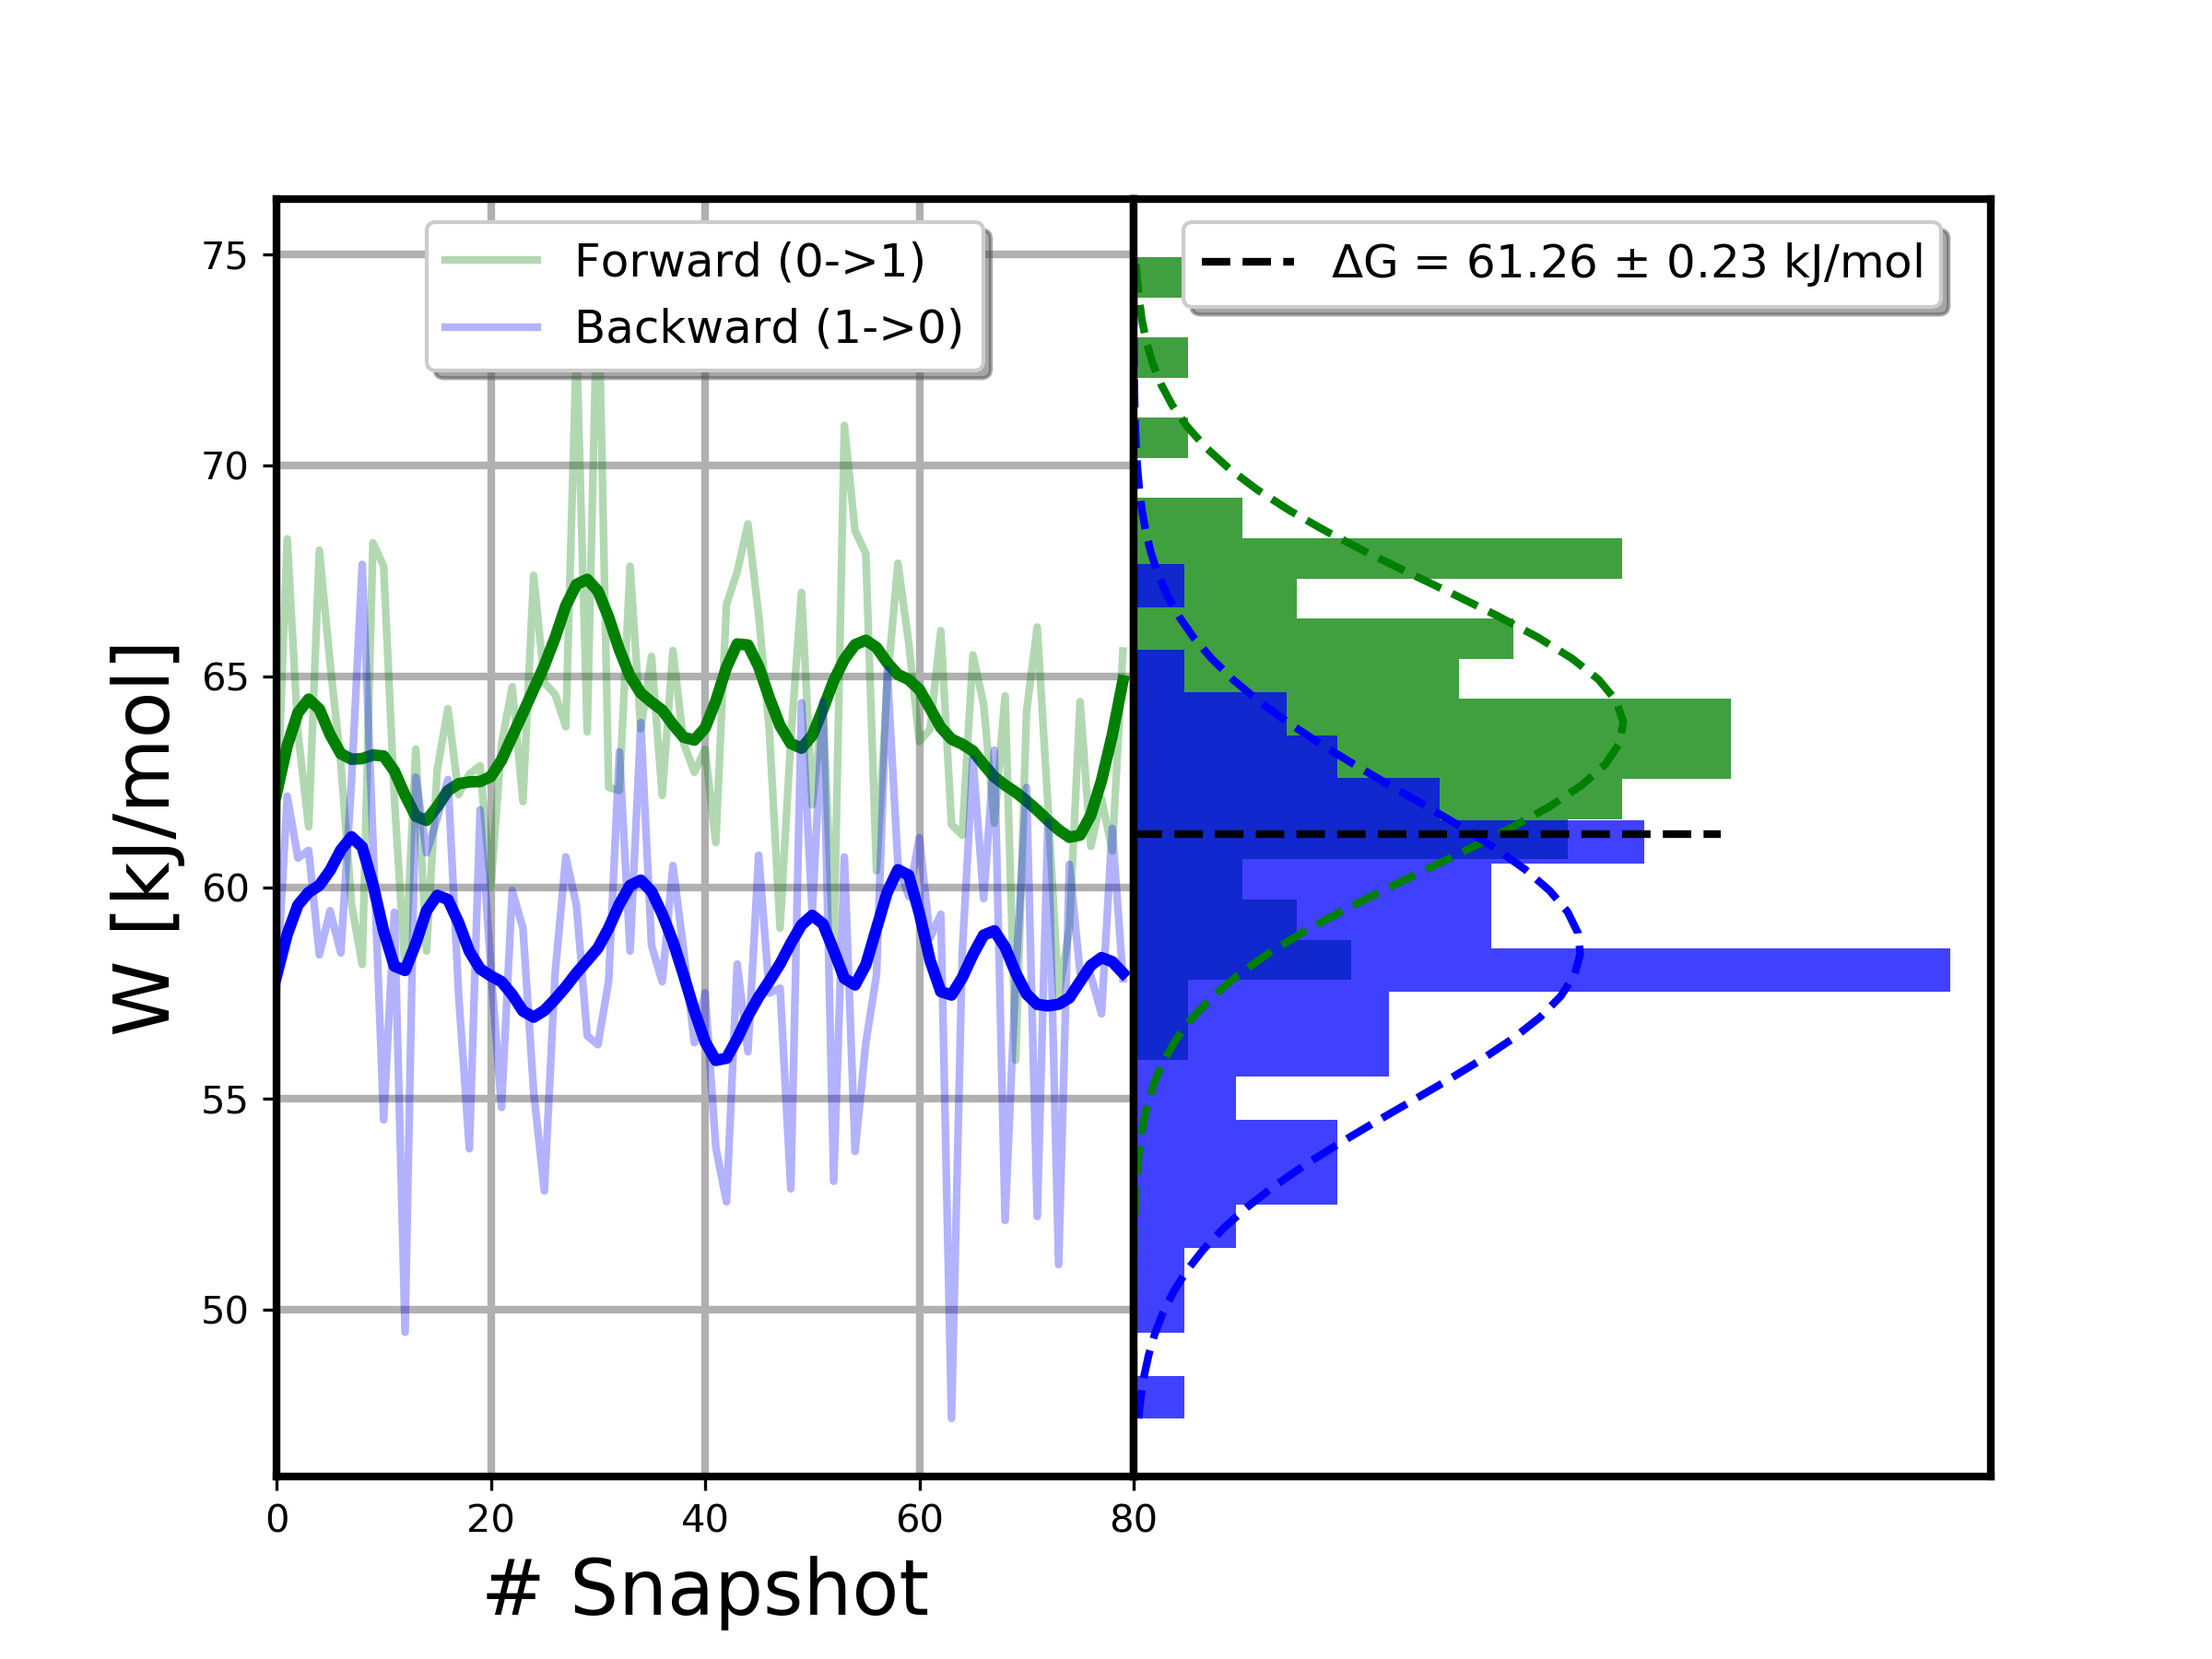 Forward (0->1)
Backward (1->0)
ΔG = 61.26 ± 0.23 kJ/mol
75
70
65
60
55
50
W [kJ/mol]
0 20 40 60 80
# Snapshot